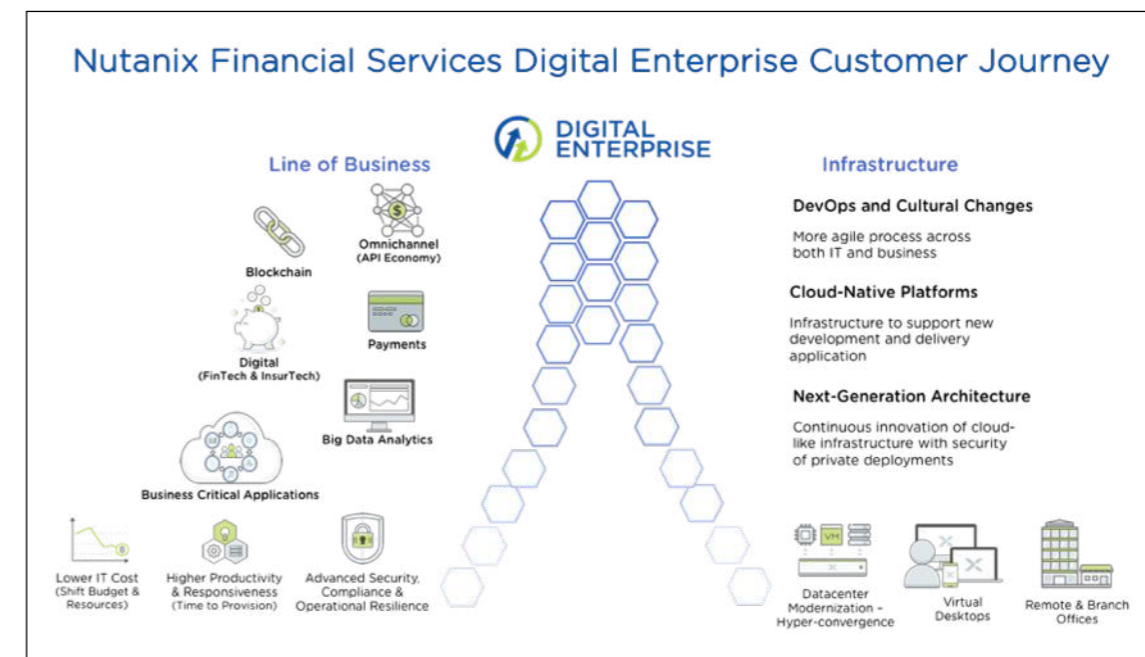 Nutanix Financial Services Digital Enterprise Customer Journey
DIGITAL
ENTERPRISE
Line of Business
Omnichannel
(API Economy)
Blockchain
Payments
Digital
(FinTech & InsurTech)
Big Data Analytics
Business Critical Applications
Lower IT Cost
(Shift Budget &
Resources)
Higher Productivity
& Responsiveness
(Time to Provision)
Advanced Security,
Compliance &
Operational Resilience
Infrastructure
DevOps and Cultural Changes
More agile process across
both IT and business
Cloud-Native Platforms
Infrastructure to support new
development and delivery
application
Next-Generation Architecture
Continuous innovation of cloud-
like infrastructure with security
of private deployments
VM
Datacenter
Modernization –
Hyper-convergence
Virtual
Desktops
Remote & Branch
Offices